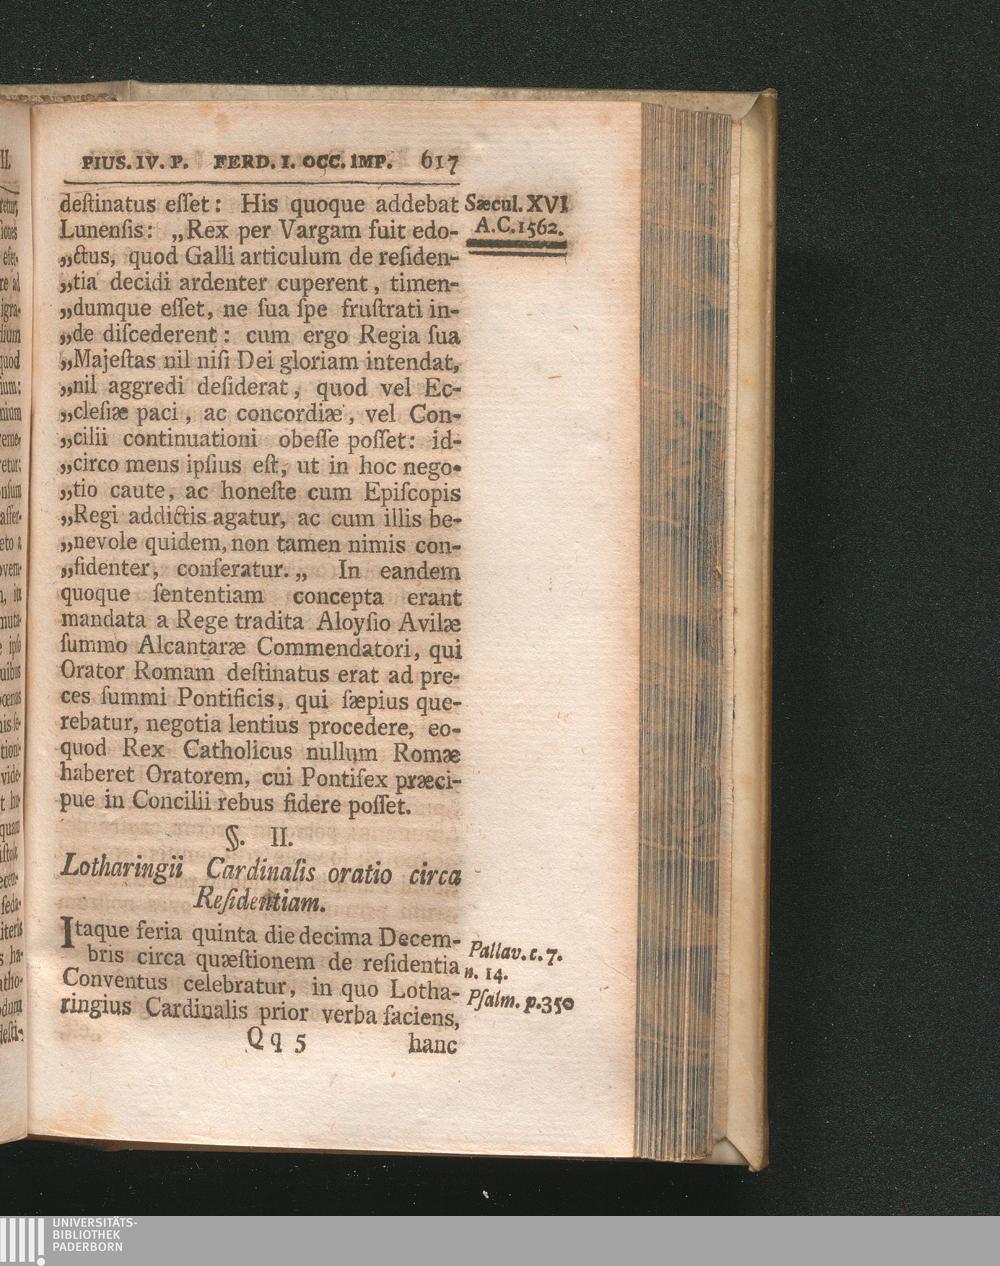 PIUS. IV. P. FERD. I. OCC. IMP. 617
deſtinatus eſſet: His quoque addebat
Sæcul. XVI
A.C.1562.
Lunenſis: „Rex per Vargam fuit edo-
„ctus, quod Galli articulum de reſiden-
„tia decidi ardenter cuperent, timen-
„dumque eſſet, ne ſua ſpe fruſtrati in-
„de diſcederent: cum ergo Regia ſua
„Majeſtas nil niſi Dei gloriam intendat,
„nil aggredi deſiderat, quod vel Ec-
„cleſiæ paci, ac concordiæ, vel Con-
„cilii continuationi obeſſe poſſet: id-
„circo mens ipſius eſt, ut in hoc nego-
„tio caute, ac honeſte cum Epiſcopis
„Regi addictis agatur, ac cum illis be-
„nevole quidem, non tamen nimis con-
„fidenter, conferatur.„ In eandem
quoque ſententiam concepta erant
mandata a Rege tradita Aloyſio Avilæ
ſummo Alcantaræ Commendatori, qui
Orator Romam deſtinatus erat ad pre-
ces ſummi Pontificis, qui ſæpius que-
rebatur, negotia lentius procedere, eo-
quod Rex Catholicus nullum Romæ
haberet Oratorem, cui Pontifex præci-
pue in Concilii rebus fidere poſſet.
§. II.
Lotharingii Cardinalis oratio circa
Reſidentiam.
Itaque feria quinta die decima Decem-
bris circa quæſtionem de reſidentia
Conventus celebratur, in quo Lotha-
ringius Cardinalis prior verba faciens,
Pallav. c. 7.
n. 14.
Pſalm. p.350
Qq 5 hanc
UNIVERSITÄTS-
BIBLIOTHEK
PADERBORN